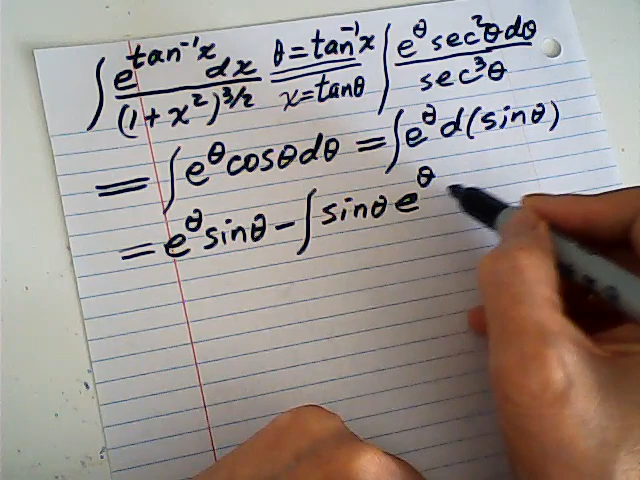 ∫ e^(tan⁻¹x) dx / (1+x²)^(3/2) θ=tan⁻¹x / x=tanθ ∫ e^θ sec²θ dθ / sec³θ
= ∫ e^θ cosθ dθ = ∫ e^θ d(sinθ)
= e^θ sinθ - ∫ sinθ e^θ